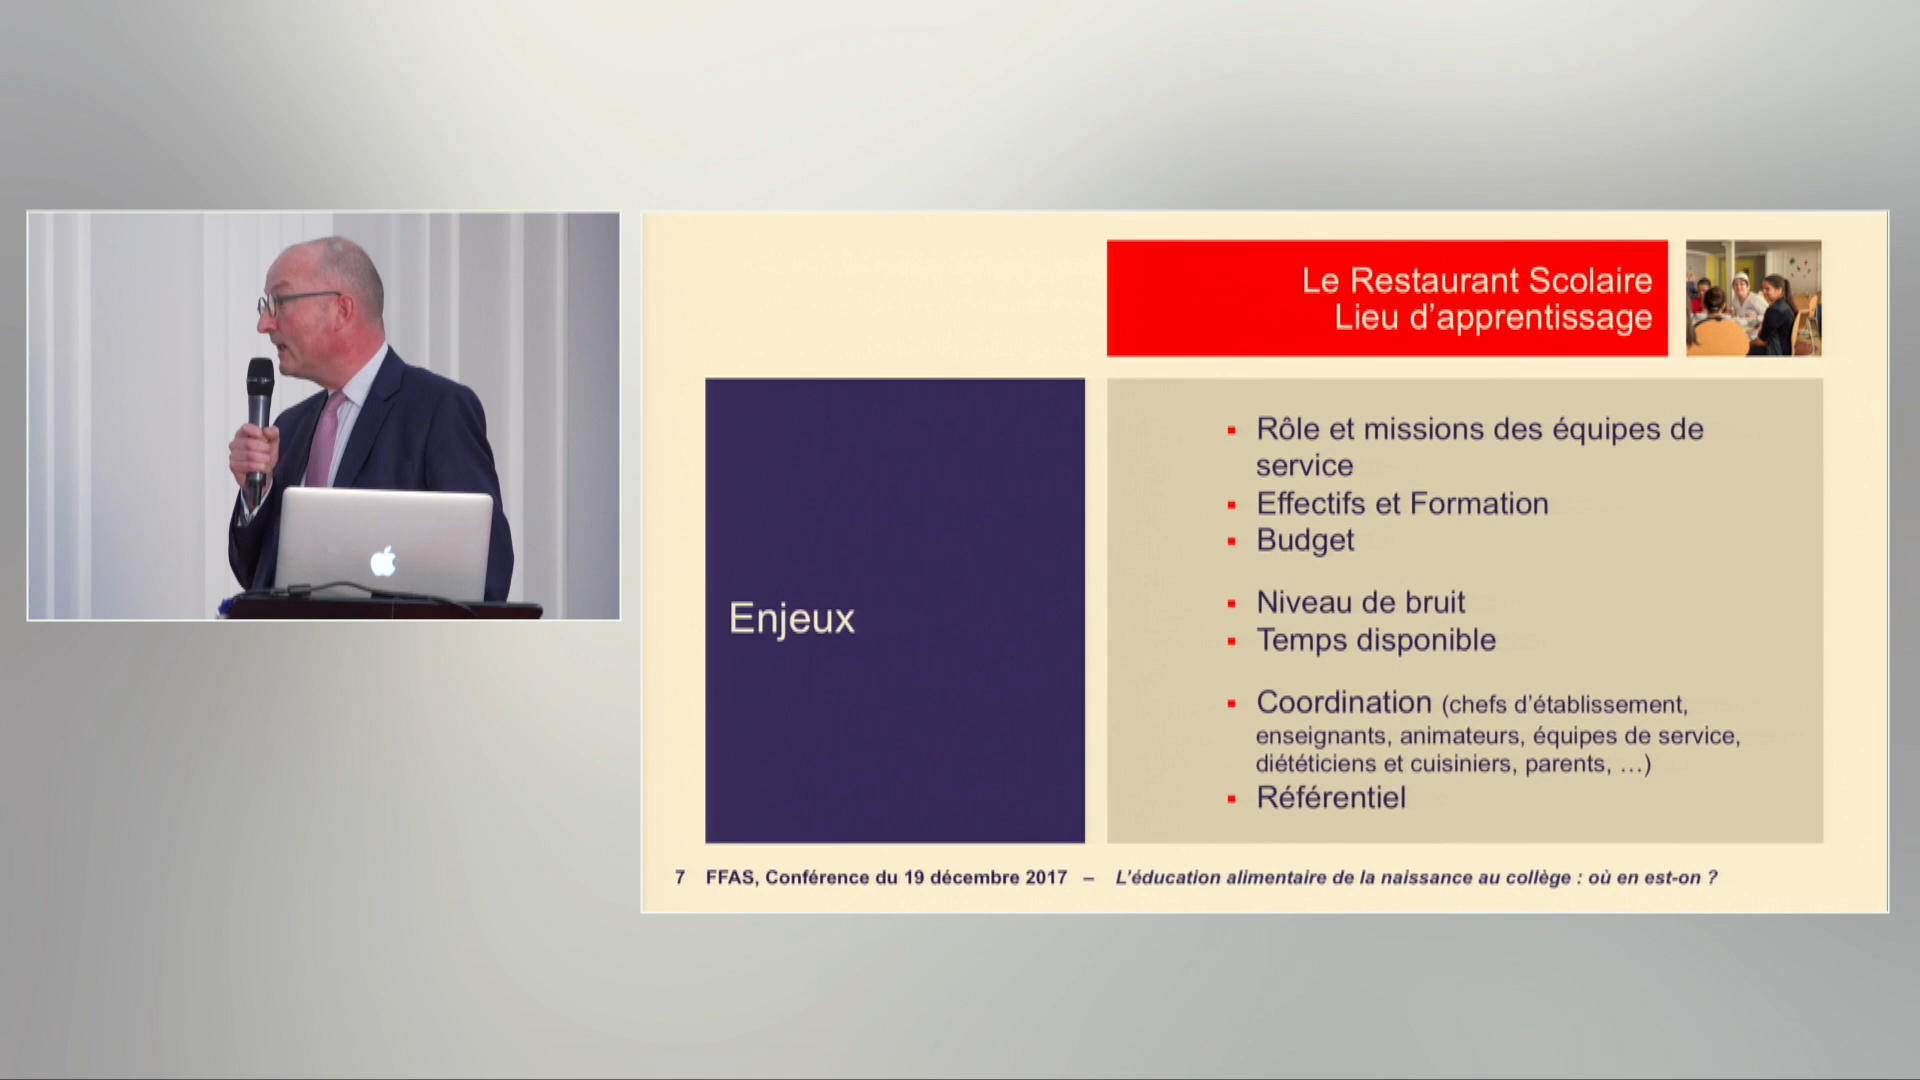 Le Restaurant Scolaire
Lieu d'apprentissage
Enjeux
▪ Rôle et missions des équipes de
service
▪ Effectifs et Formation
▪ Budget
▪ Niveau de bruit
▪ Temps disponible
▪ Coordination (chefs d'établissement,
enseignants, animateurs, équipes de service,
diététiciens et cuisiniers, parents, …)
▪ Référentiel
7 FFAS, Conférence du 19 décembre 2017 – L'éducation alimentaire de la naissance au collège : où en est-on ?